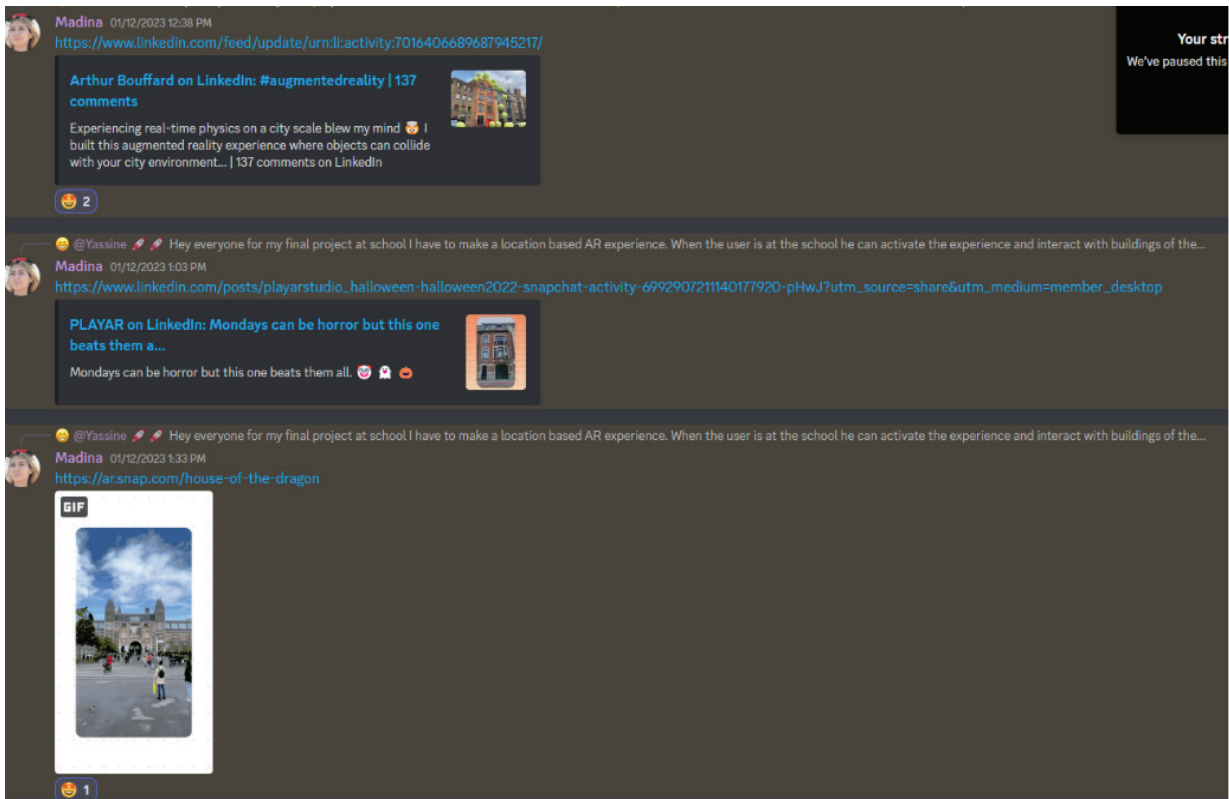 Madina 01/12/2023 12:38 PM
https://www.linkedin.com/feed/update/urn:li:activity:7016406689687945217/
Your str
We've paused this
Arthur Bouffard on LinkedIn: #augmentedreality | 137
comments
Experiencing real-time physics on a city scale blew my mind 🤯 I
built this augmented reality experience where objects can collide
with your city environment... | 137 comments on LinkedIn
🤩 2
@Yassine 🚀 🚀 Hey everyone for my final project at school I have to make a location based AR experience. When the user is at the school he can activate the experience and interact with buildings of the...
Madina 01/12/2023 1:03 PM
https://www.linkedin.com/posts/playarstudio_halloween-halloween2022-snapchat-activity-6992907211140177920-pHwJ?utm_source=share&utm_medium=member_desktop
PLAYAR on LinkedIn: Mondays can be horror but this one
beats them a...
Mondays can be horror but this one beats them all. 🤡 👻 🎃
@Yassine 🚀 🚀 Hey everyone for my final project at school I have to make a location based AR experience. When the user is at the school he can activate the experience and interact with buildings of the...
Madina 01/12/2023 1:33 PM
https://ar.snap.com/house-of-the-dragon
GIF
🤩 1